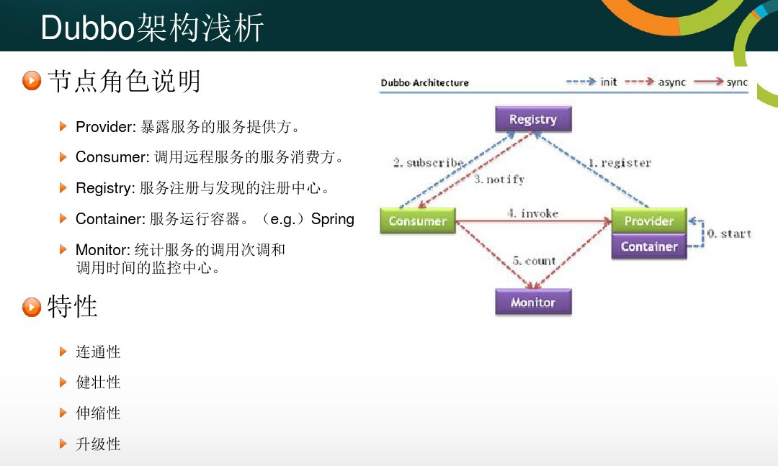 Dubbo架构浅析
节点角色说明
Provider: 暴露服务的服务提供方。
Consumer: 调用远程服务的服务消费方。
Registry: 服务注册与发现的注册中心。
Container: 服务运行容器。（e.g.）Spring
Monitor: 统计服务的调用次调和
调用时间的监控中心。
特性
连通性
健壮性
伸缩性
升级性
Dubbo Architecture
init
async
sync
Registry
2. subscribe
1. register
3. notify
Consumer
4. invoke
Provider
Container
0. start
5. count
Monitor